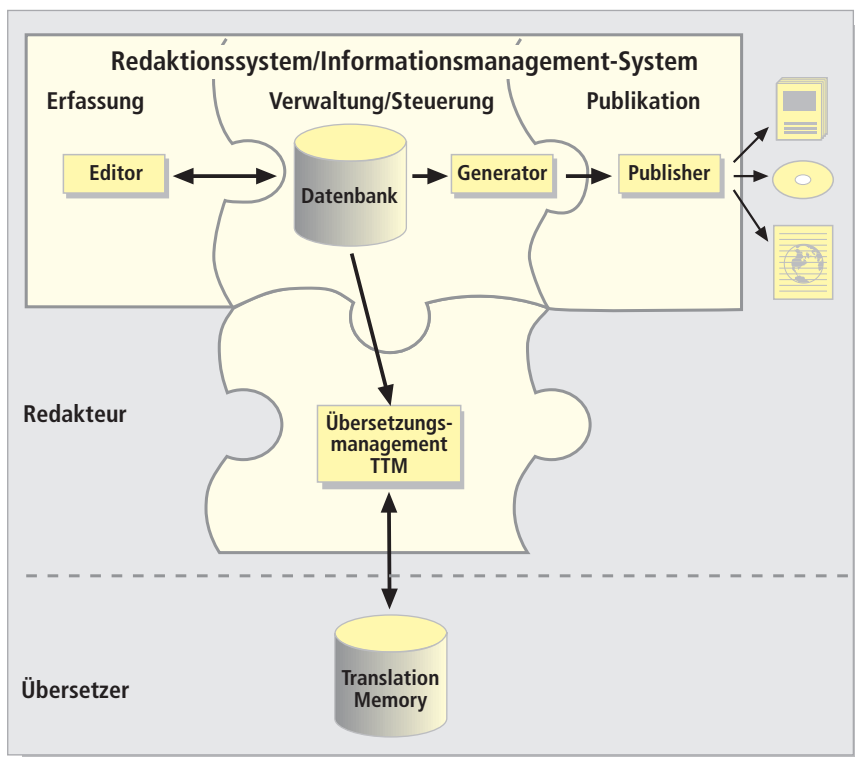 Redaktionssystem/Informationsmanagement-System
Erfassung
Verwaltung/Steuerung
Publikation
Editor
Datenbank
Generator
Publisher
Redakteur
Übersetzungs-
management
TTM
Übersetzer
Translation
Memory